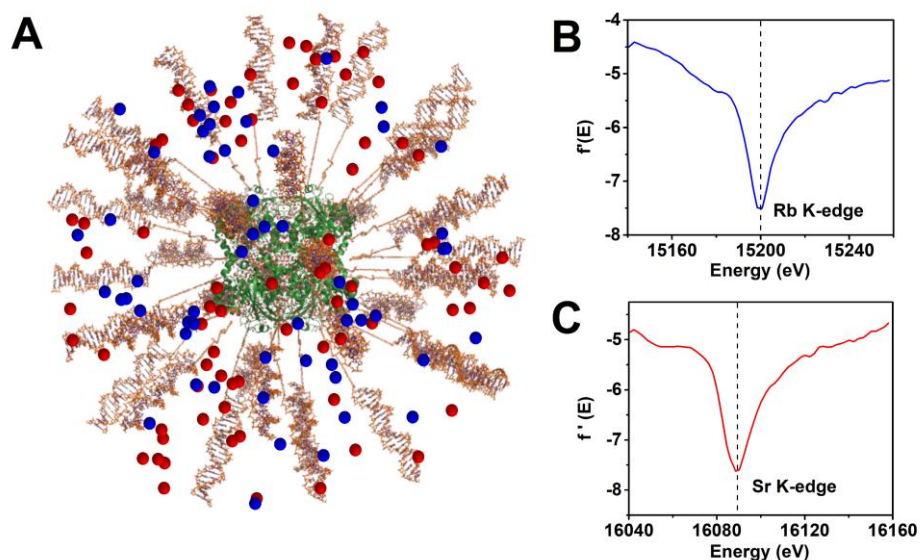 A
B
-4
-5
-6
-7
-8
f'(E)
Rb K-edge
15160 15200 15240
Energy (eV)
C
-5
-6
-7
-8
f '(E)
Sr K-edge
16040 16080 16120 16160
Energy (eV)